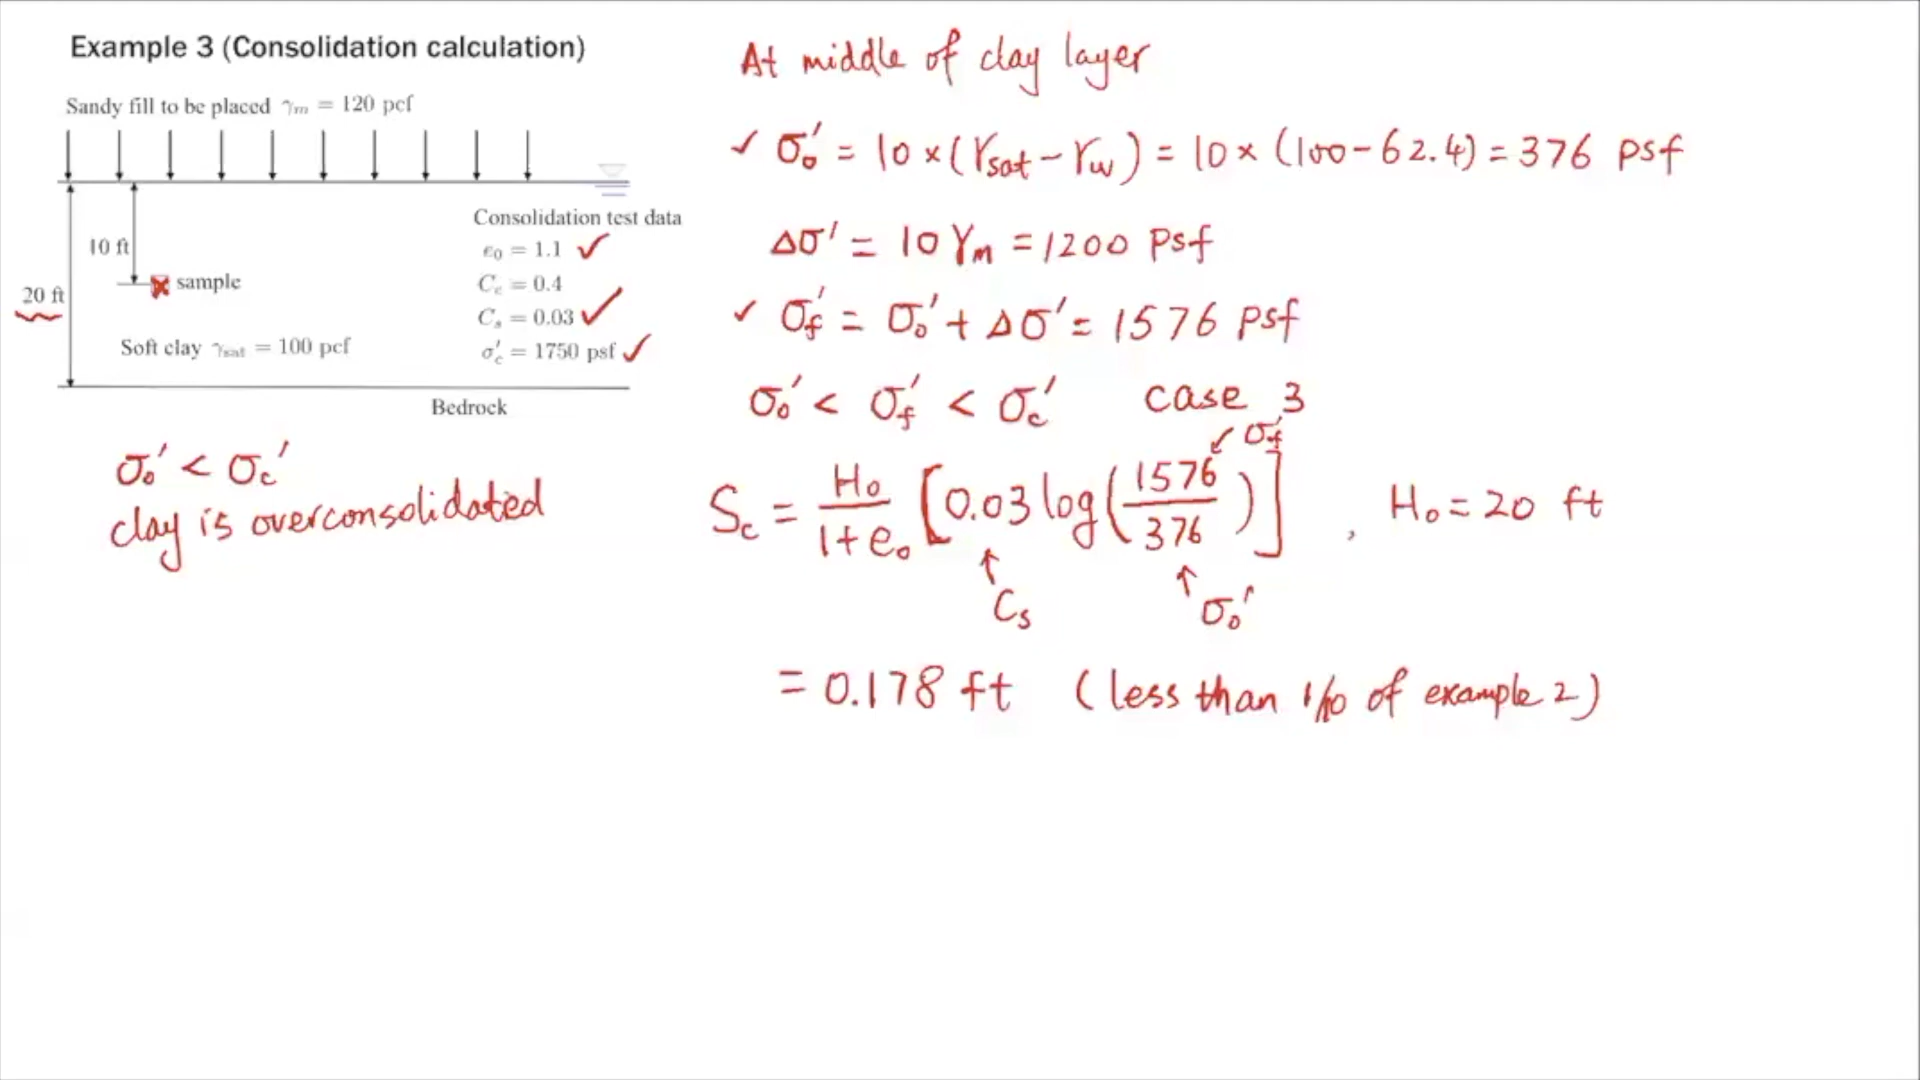 Example 3 (Consolidation calculation)
Sandy fill to be placed γm = 120 pcf
10 ft
sample
20 ft
Soft clay γsat = 100 pcf
Consolidation test data
e0 = 1.1 ✓
Cc = 0.4
Cs = 0.03 ✓
σ'c = 1750 psf ✓
Bedrock
σ0' < σc'
clay is overconsolidated
At middle of clay layer
✓ σ0' = 10 × (γsat - γw) = 10 × (100 - 62.4) = 376 psf
Δσ' = 10 γm = 1200 psf
✓ σf' = σ0' + Δσ' = 1576 psf
σ0' < σf' < σc' case 3
↙ σf'
Sc = H0/(1+e0) [0.03 log(1576/376)] , H0 = 20 ft
↑ Cs ↑ σ0'
= 0.178 ft (less than 1/10 of example 2)